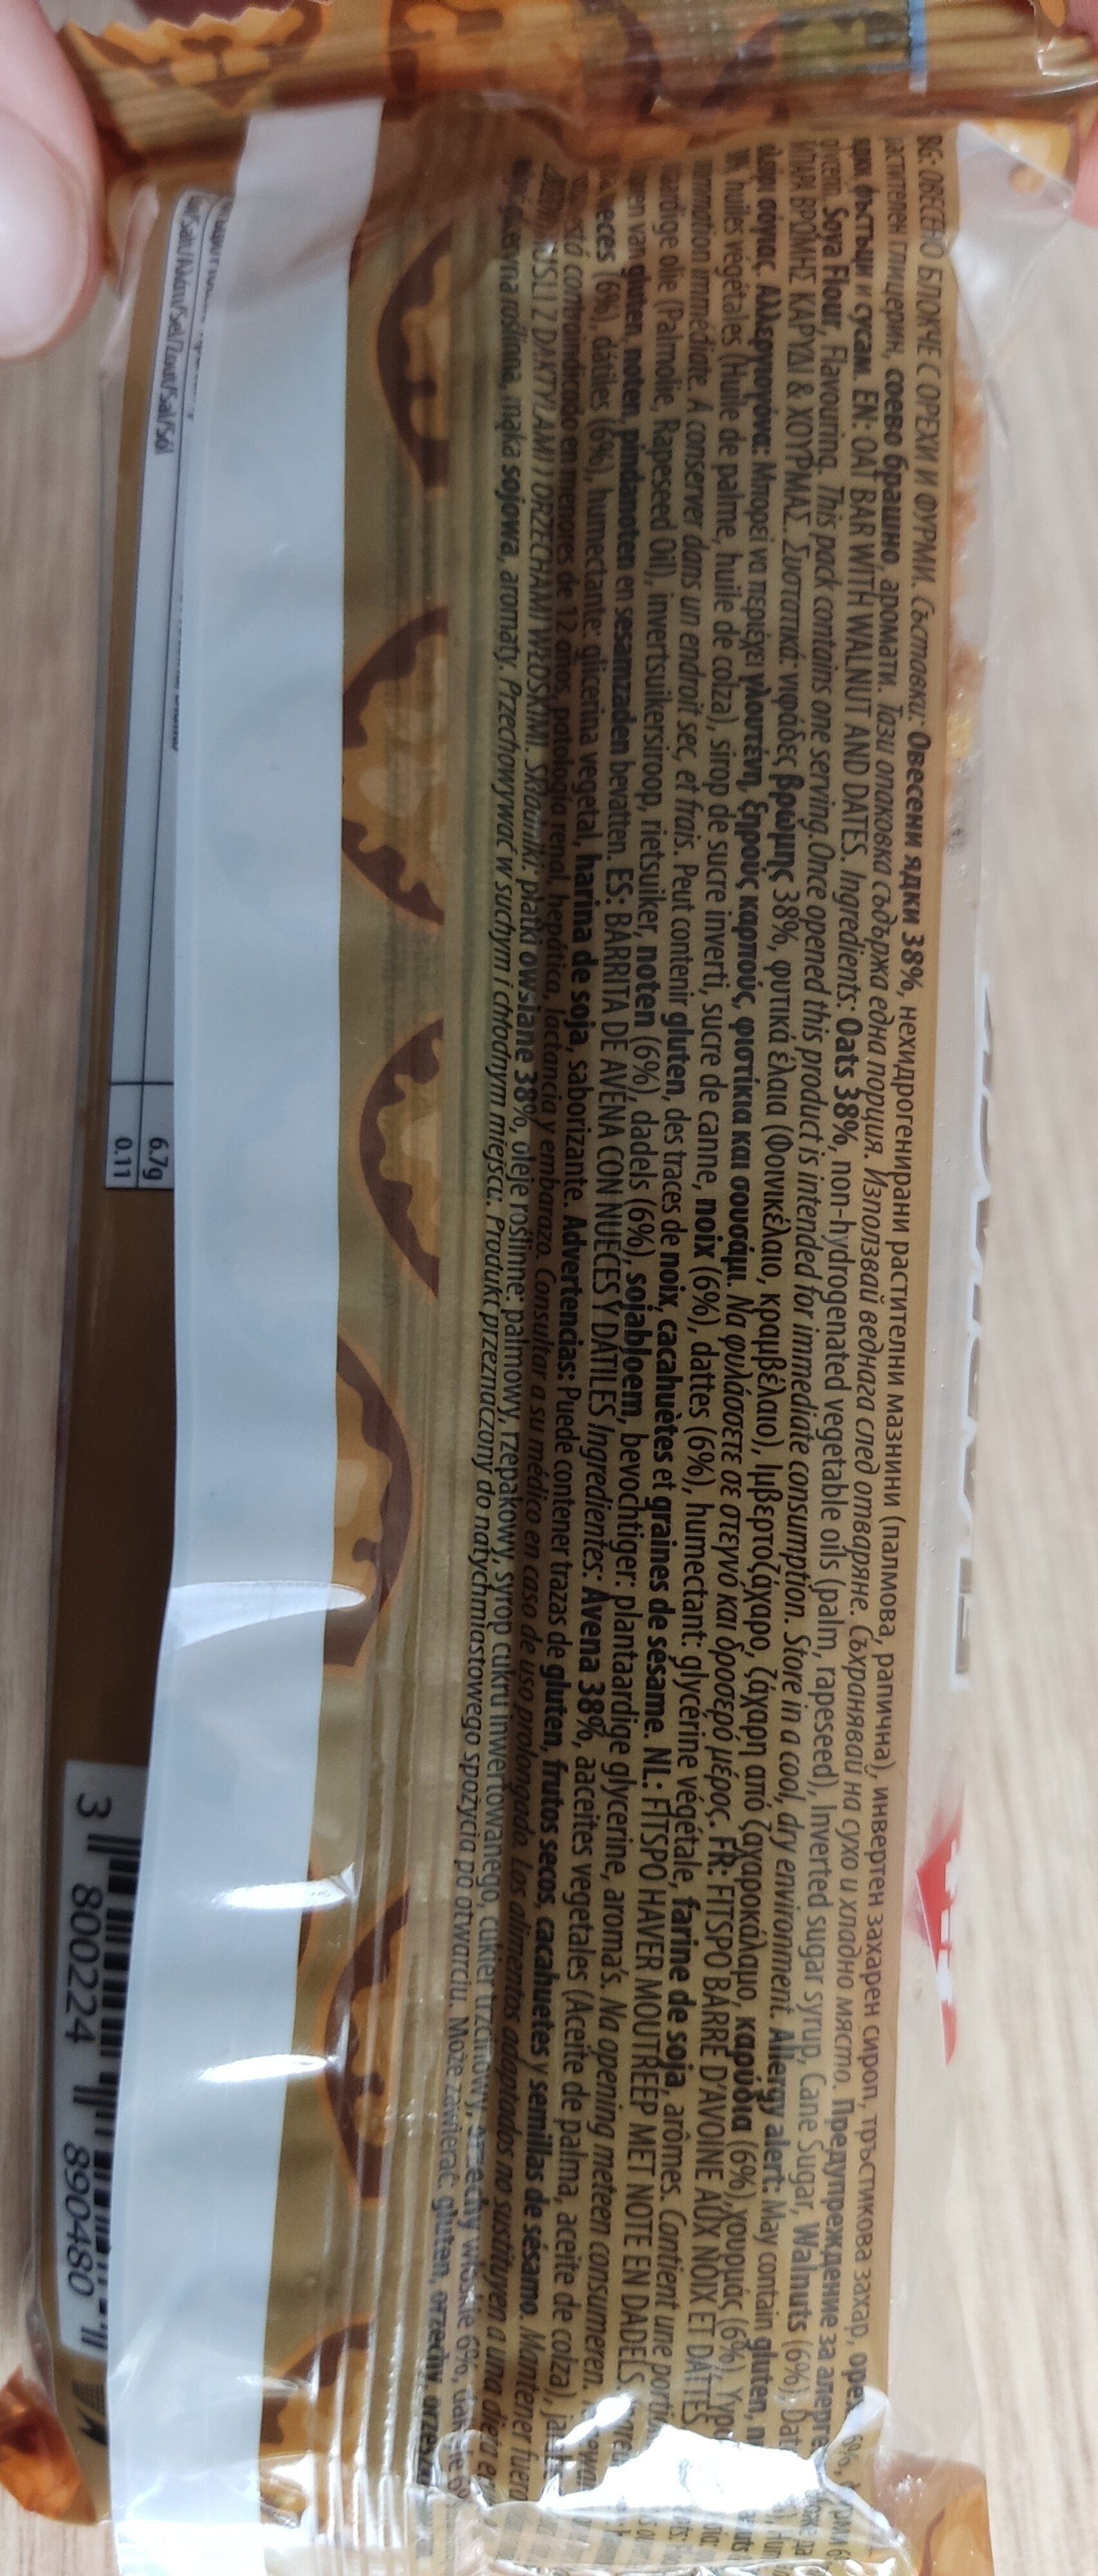 BG: ОВЕСЕНО БЛОКЧЕ С ОРЕХИ И ФУРМИ. Съставки: Овесени ядки 38%, нехидрогенирани растителни мазнини (палмова, рапична), инвертен захарен сироп, тръстикова захар,
растителен глицерин, соево брашно, аромати. Тази опаковка съдържа една порция. Използвай веднага след отваряне. Съхранявай на сухо и хладно място. Предупреждение за
ядки, фъстъци и сусам. EN: OAT BAR WITH WALNUT AND DATES. Ingredients: Oats 38%, non-hydrogenated vegetable oils (palm, rapeseed), Inverted sugar syrup, Cane Sugar, Walnuts (6%)
Soya Flour, Flavouring. This pack contains one serving. Once opened this product is intended for immediate consumption. Store in a cool, dry environment. Allergy alert: May contain gluten,
ΜΠΑΡΑ ΒΡΩΜΗΣ ΚΑΡΥΔΙ & ΧΟΥΡΜΑΣ. Συστατικά: νιφάδες βρώμης 38%, φυτικά έλαια (Φοινικέλαιο, κραμβέλαιο), Ιμβερτοζάχαρο, ζάχαρη από ζαχαροκάλαμο, καρύδια (6%), χουρμάς (6%),
σόγιας. Αλλεργιογόνα: Μπορεί να περιέχει γλουτένη, ξηρούς καρπούς, φιστίκια και σουσάμι. Να φυλάσσετε σε στεγνό και δροσερό μέρος. FR: FITSPO BARRE D'AVOINE AUX NOIX ET DATTES
huiles végétales (Huile de palme, huile de colza), sirop de sucre inverti, sucre de canne, noix (6%), dattes (6%), humectant: glycérine végétale, farine de soja, arômes. Contient une
immédiate. A conserver dans un endroit sec, et frais. Peut contenir gluten, des traces de noix, cacahuètes et graines de sésame. NL: FITSPO HAVER MOUTREEP MET NOTE EN DADELS
olie (Palmolie, Rapeseed Oil), invertsuikersiroop, rietsuiker, noten (6%), dadels (6%), sojabloem, bevochtiger: plantaardige glycerine, aroma's. Na opening meteen consumeren.
van gluten, noten, pindanoten en sesamzaden bevatten. ES: BARRITA DE AVENA CON NUECES Y DÁTILES Ingredientes: Avena 38%, aaceites vegetales (Aceite de palma, aceite de colza),
nueces (6%), dátiles (6%), humectante: glicerina vegetal, harina de soja, saborizante. Advertencias: Puede contener trazas de gluten, frutos secos, cacahuetes y semillas de sésamo. Mantener fuera
está contraindicado en menores de 12 años, patología renal, hepática, lactancia y embarazo. Consultar a su médico en caso de uso prolongado. Los alimentos adaptados no sustituyen a una dieta
MUSLI Z DAKTYLAMI I ORZECHAMI WŁOSKIMI. Składniki: płatki owsiane 38%, oleje roślinne: palmowy, rzepakowy, syrop cukru inwertowanego, cukier trzcinowy, orzechy włoskie 6%,
roślinna, mąka sojowa, aromaty. Przechowywać w suchym i chłodnym miejscu. Produkt przeznaczony do natychmiastowego spożycia po otwarciu. Może zawierać: gluten, orzechy,
6.7g
Salt/Αλάτι/Sel/Zout/Sal/Sól 0.11
3 800224 890480